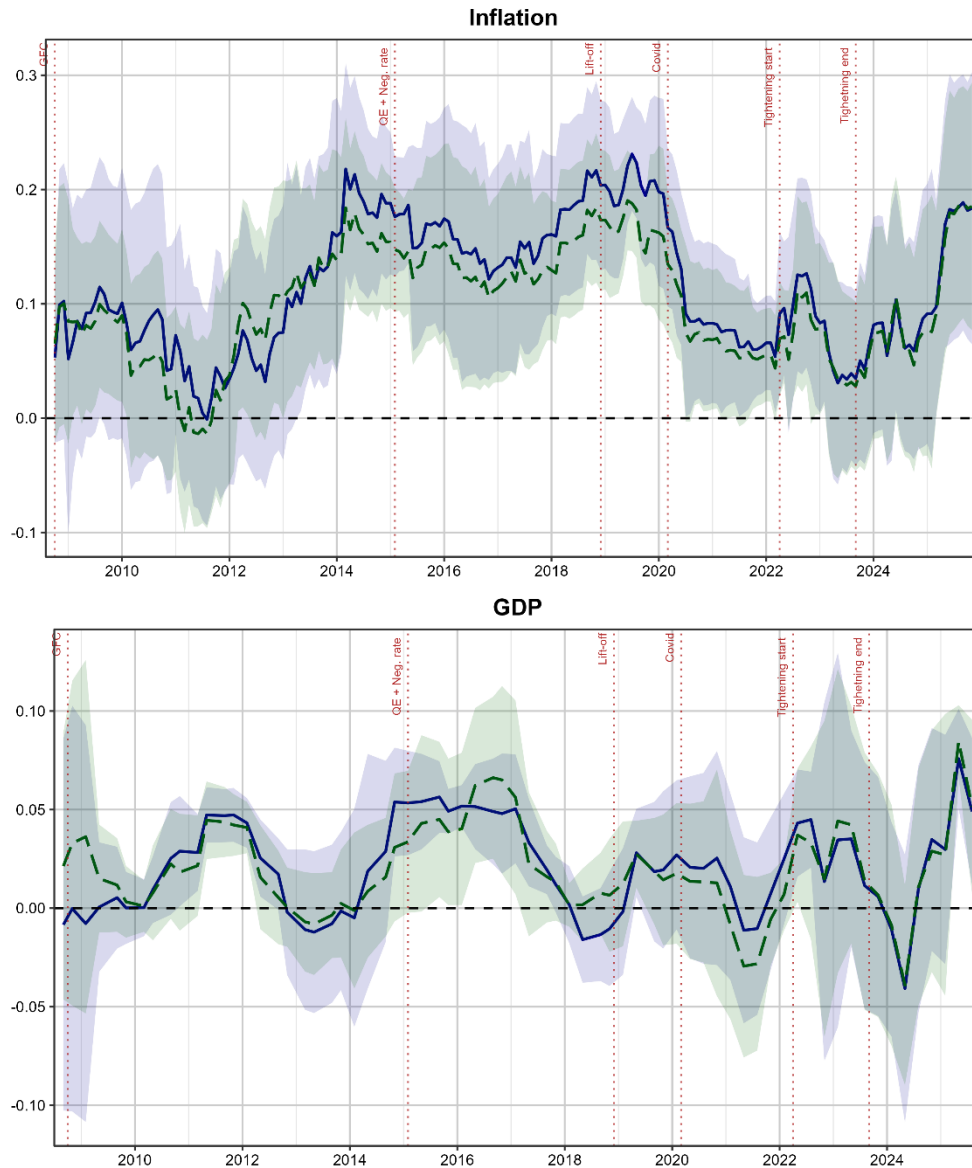 Inflation
GFC
QE + Neg. rate
Lift-off
Covid
Tightening start
Tighetning end
0.3
0.2
0.1
0.0
-0.1
2010 2012 2014 2016 2018 2020 2022 2024
GDP
GFC
QE + Neg. rate
Lift-off
Covid
Tightening start
Tighetning end
0.10
0.05
0.00
-0.05
-0.10
2010 2012 2014 2016 2018 2020 2022 2024